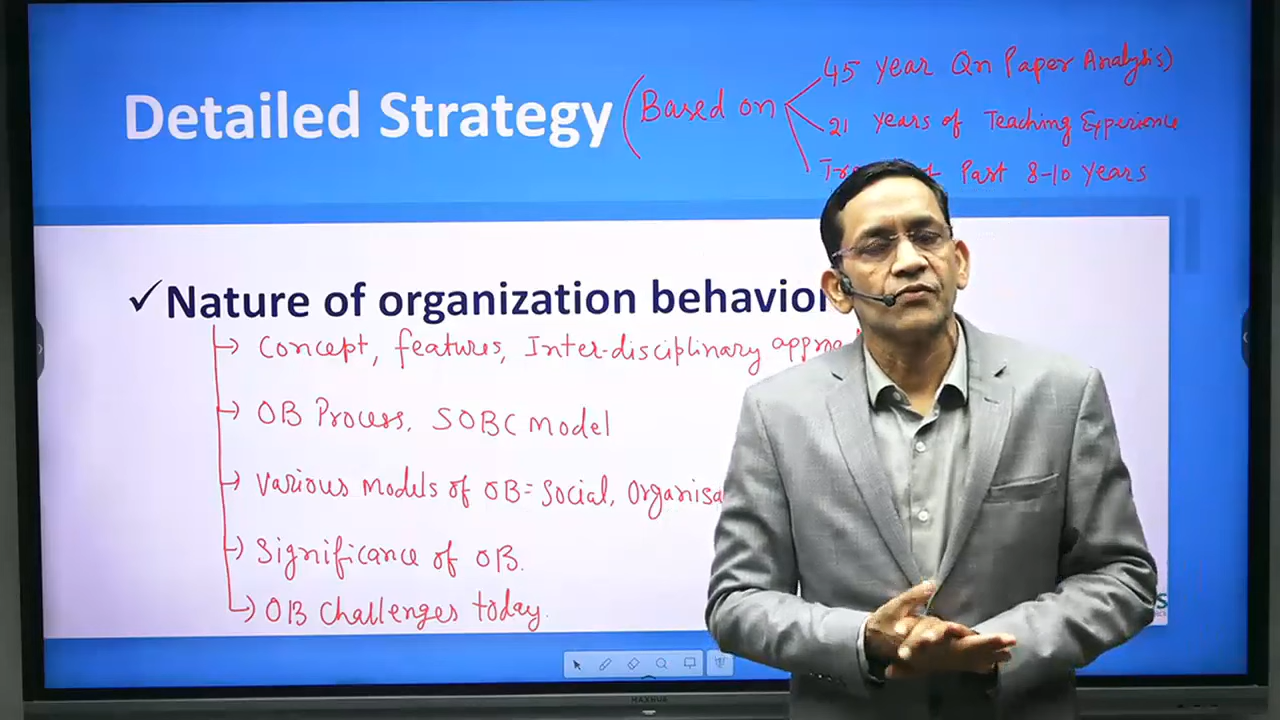 Detailed Strategy (Based on
45 Year Qn Paper Analysis)
21 Years of Teaching Experience
Past 8-10 Years
✓ Nature of organization behavior
→ Concept, features, Inter-disciplinary
→ OB Process, SOBC Model
→ Various Models of OB = Social,
→ Significance of OB.
→ OB Challenges today.
MAXHUB